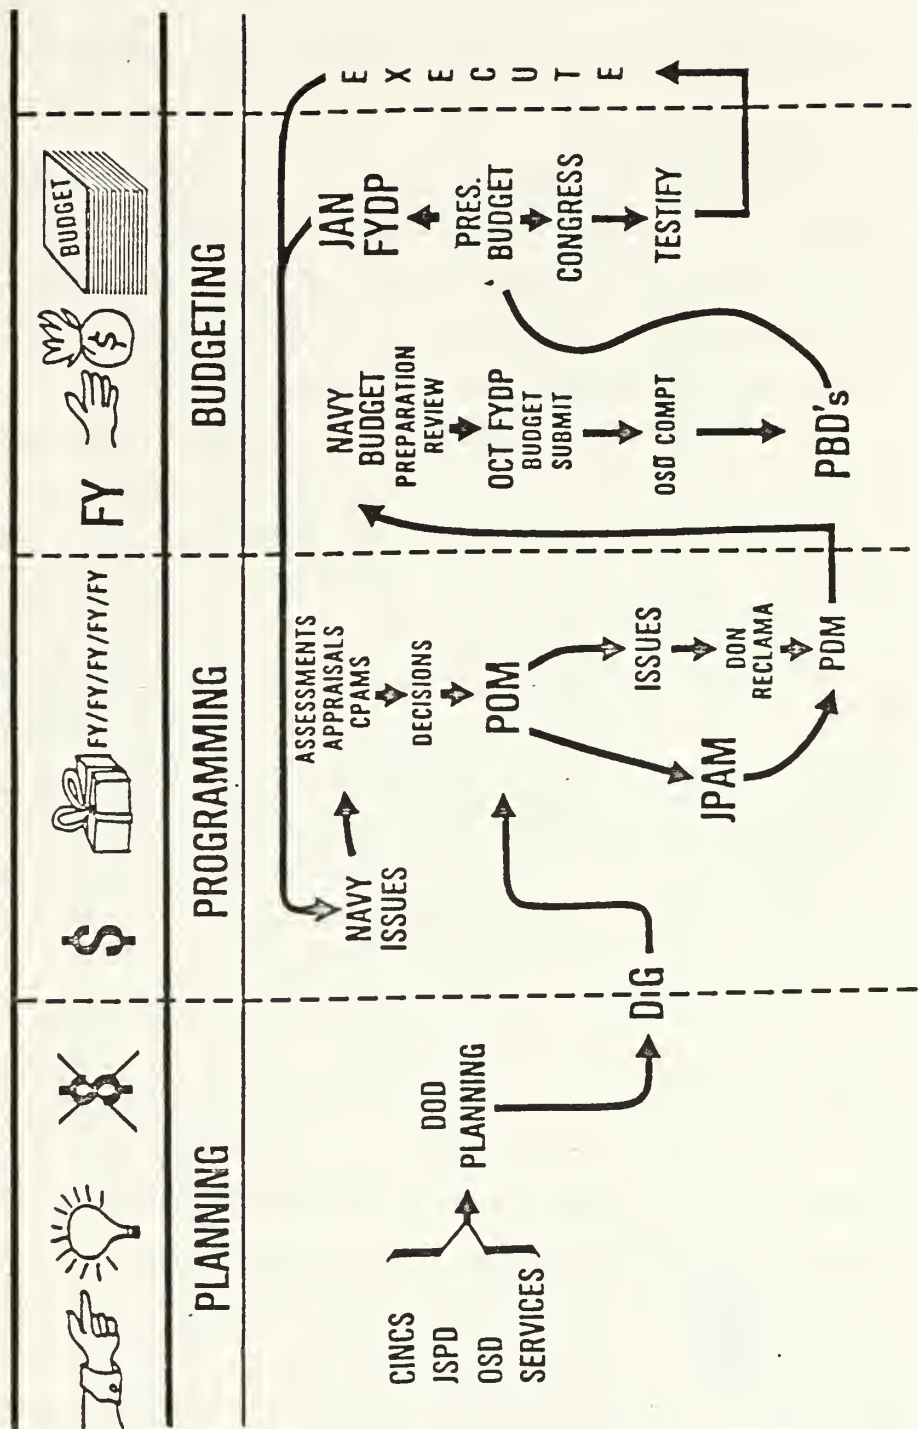 FY/FY/FY/FY/FY
FY
$
BUDGET
PLANNING
PROGRAMMING
BUDGETING
CINCS
JSPD
OSD
SERVICES
DOD
PLANNING
DiG
NAVY
ISSUES
ASSESSMENTS
APPRAISALS
CPAMS
DECISIONS
POM
JPAM
ISSUES
DON
RECLAMA
PDM
NAVY
BUDGET
PREPARATION
REVIEW
OCT FYDP
BUDGET
SUBMIT
OSD COMPT
PBD's
JAN
FYDP
PRES.
BUDGET
CONGRESS
TESTIFY
EXECUTE